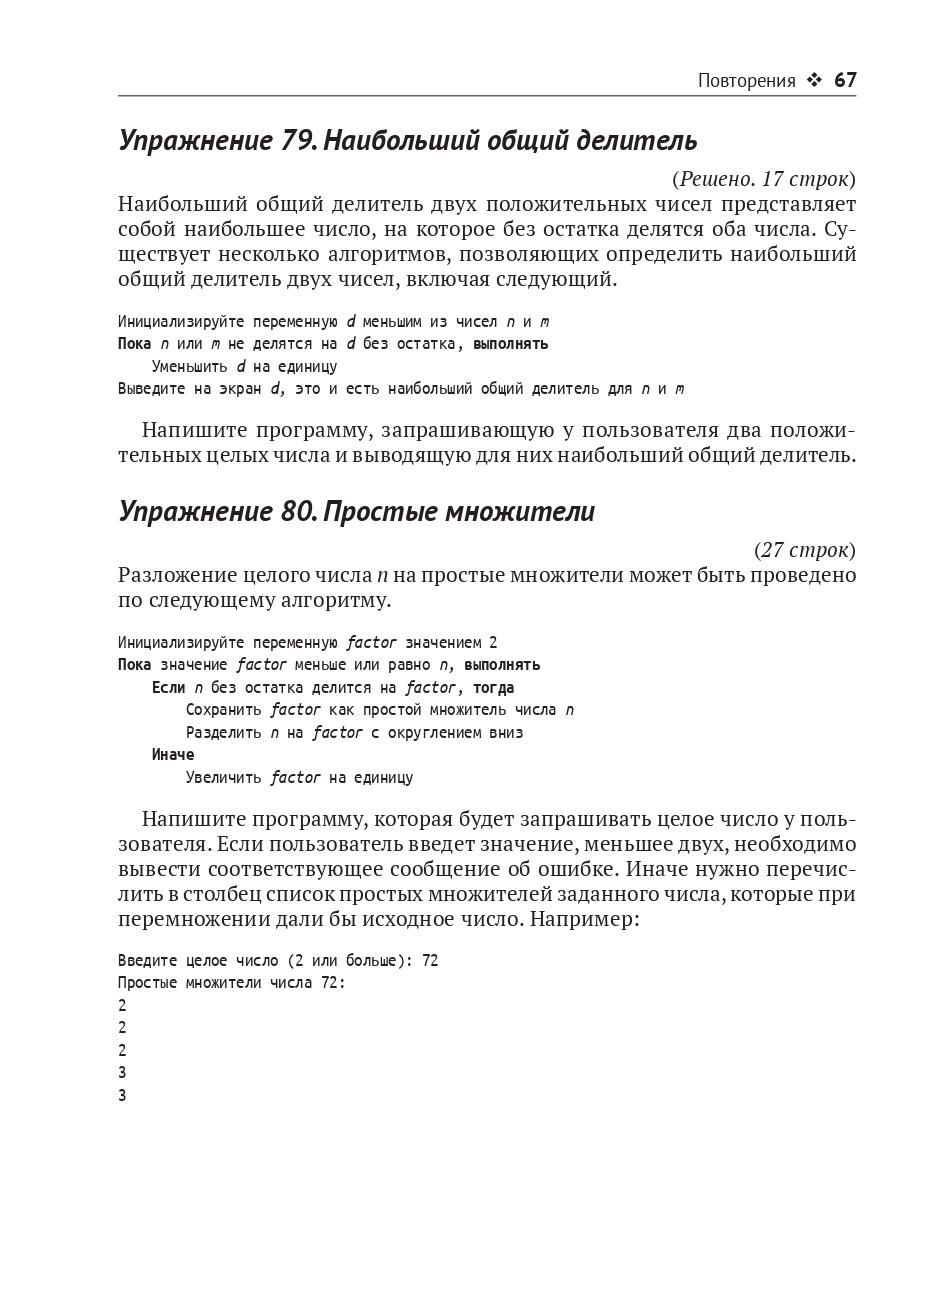 Повторения ❖ 67
Упражнение 79. Наибольший общий делитель
(Решено. 17 строк)
Наибольший общий делитель двух положительных чисел представляет
собой наибольшее число, на которое без остатка делятся оба числа. Су-
ществует несколько алгоритмов, позволяющих определить наибольший
общий делитель двух чисел, включая следующий.
Инициализируйте переменную d меньшим из чисел n и m
Пока n или m не делятся на d без остатка, выполнять
Уменьшить d на единицу
Выведите на экран d, это и есть наибольший общий делитель для n и m
Напишите программу, запрашивающую у пользователя два положи-
тельных целых числа и выводящую для них наибольший общий делитель.
Упражнение 80. Простые множители
(27 строк)
Разложение целого числа n на простые множители может быть проведено
по следующему алгоритму.
Инициализируйте переменную factor значением 2
Пока значение factor меньше или равно n, выполнять
Если n без остатка делится на factor, тогда
Сохранить factor как простой множитель числа n
Разделить n на factor с округлением вниз
Иначе
Увеличить factor на единицу
Напишите программу, которая будет запрашивать целое число у поль-
зователя. Если пользователь введет значение, меньшее двух, необходимо
вывести соответствующее сообщение об ошибке. Иначе нужно перечис-
лить в столбец список простых множителей заданного числа, которые при
перемножении дали бы исходное число. Например:
Введите целое число (2 или больше): 72
Простые множители числа 72:
2
2
2
3
3